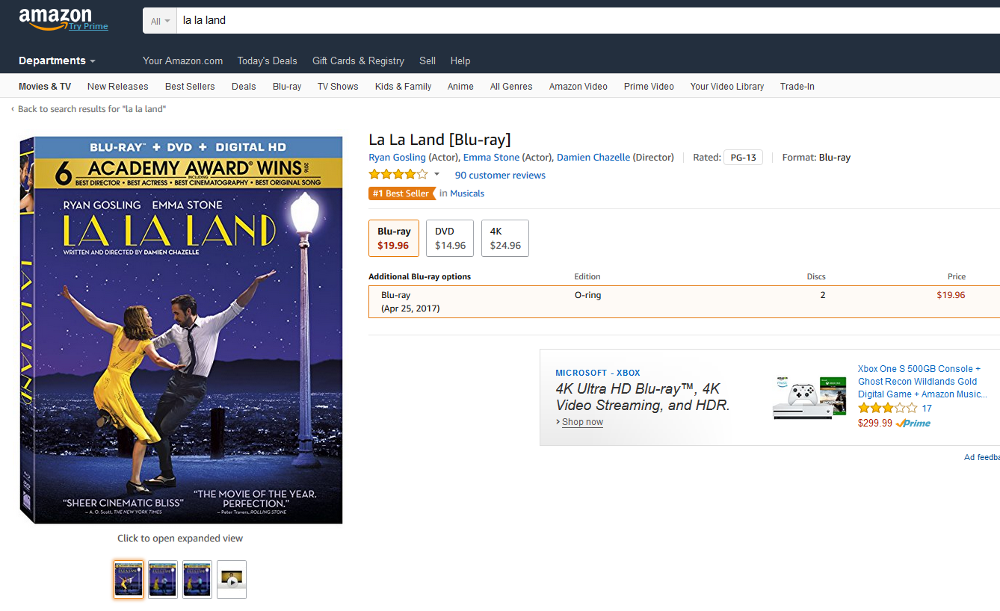 amazon
Try Prime
All
la la land
Departments
Your Amazon.com Today's Deals Gift Cards & Registry Sell Help
Movies & TV New Releases Best Sellers Deals Blu-ray TV Shows Kids & Family Anime All Genres Amazon Video Prime Video Your Video Library Trade-In
‹ Back to search results for "la la land"
BLU-RAY™ + DVD + DIGITAL HD
6 ACADEMY AWARD® WINS 2016
INCLUDING
BEST DIRECTOR • BEST ACTRESS • BEST CINEMATOGRAPHY • BEST ORIGINAL SONG
RYAN GOSLING EMMA STONE
LA LA LAND
WRITTEN AND DIRECTED BY DAMIEN CHAZELLE
LA LA LAND
"SHEER CINEMATIC BLISS"
– A. O. Scott, THE NEW YORK TIMES
"THE MOVIE OF THE YEAR.
PERFECTION."
– Peter Travers, ROLLING STONE
Click to open expanded view
La La Land [Blu-ray]
Ryan Gosling (Actor), Emma Stone (Actor), Damien Chazelle (Director) Rated: PG-13 Format: Blu-ray
90 customer reviews
#1 Best Seller in Musicals
Blu-ray
$19.96
DVD
$14.96
4K
$24.96
Additional Blu-ray options Edition Discs Price
Blu-ray O-ring 2 $19.96
(Apr 25, 2017)
MICROSOFT - XBOX
4K Ultra HD Blu-ray™, 4K
Video Streaming, and HDR.
› Shop now
Xbox One S 500GB Console +
Ghost Recon Wildlands Gold
Digital Game + Amazon Music...
17
$299.99 Prime
Ad feedba